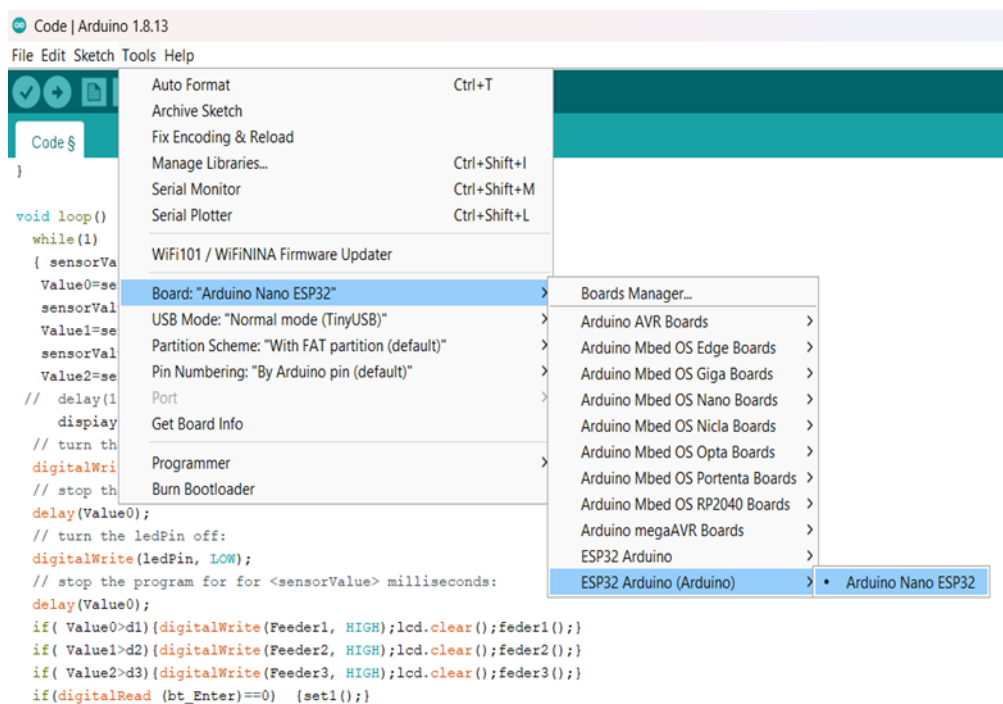 Code | Arduino 1.8.13
File Edit Sketch Tools Help
Code §
Auto Format Ctrl+T
Archive Sketch
Fix Encoding & Reload
Manage Libraries... Ctrl+Shift+I
Serial Monitor Ctrl+Shift+M
Serial Plotter Ctrl+Shift+L
WiFi101 / WiFiNINA Firmware Updater
Board: "Arduino Nano ESP32"
USB Mode: "Normal mode (TinyUSB)"
Partition Scheme: "With FAT partition (default)"
Pin Numbering: "By Arduino pin (default)"
Port
Get Board Info
Programmer
Burn Bootloader
Boards Manager...
Arduino AVR Boards
Arduino Mbed OS Edge Boards
Arduino Mbed OS Giga Boards
Arduino Mbed OS Nano Boards
Arduino Mbed OS Nicla Boards
Arduino Mbed OS Opta Boards
Arduino Mbed OS Portenta Boards
Arduino Mbed OS RP2040 Boards
Arduino megaAVR Boards
ESP32 Arduino
ESP32 Arduino (Arduino)
Arduino Nano ESP32
}
void loop()
while(1)
{ sensorVa
Value0=se
sensorVal
Value1=se
sensorVal
Value2=se
// delay(1
display
// turn th
digitalWri
// stop th
delay(Value0);
// turn the ledPin off:
digitalWrite(ledPin, LOW);
// stop the program for for <sensorValue> milliseconds:
delay(Value0);
if( Value0>d1){digitalWrite(Feeder1, HIGH);lcd.clear();feder1();}
if( Value1>d2){digitalWrite(Feeder2, HIGH);lcd.clear();feder2();}
if( Value2>d3){digitalWrite(Feeder3, HIGH);lcd.clear();feder3();}
if(digitalRead (bt_Enter)==0) {set1();}